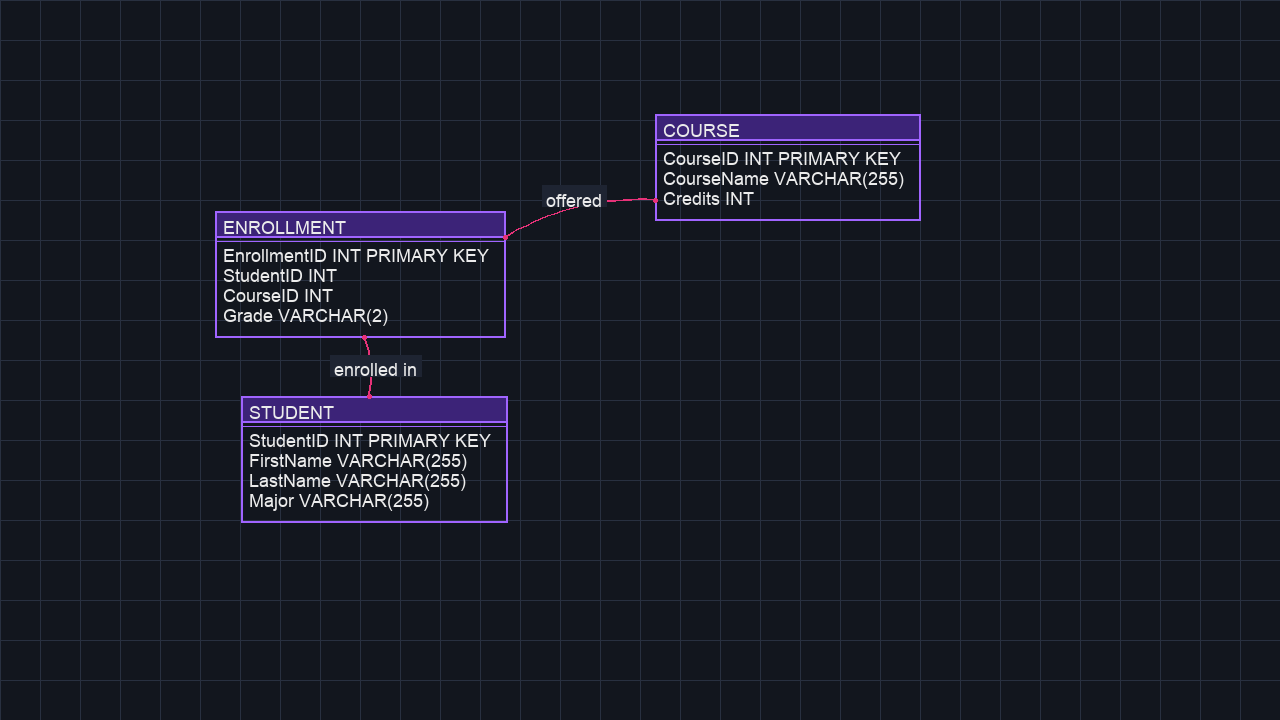 COURSE
CourseID INT PRIMARY KEY
CourseName VARCHAR(255)
Credits INT
offered
ENROLLMENT
EnrollmentID INT PRIMARY KEY
StudentID INT
CourseID INT
Grade VARCHAR(2)
enrolled in
STUDENT
StudentID INT PRIMARY KEY
FirstName VARCHAR(255)
LastName VARCHAR(255)
Major VARCHAR(255)